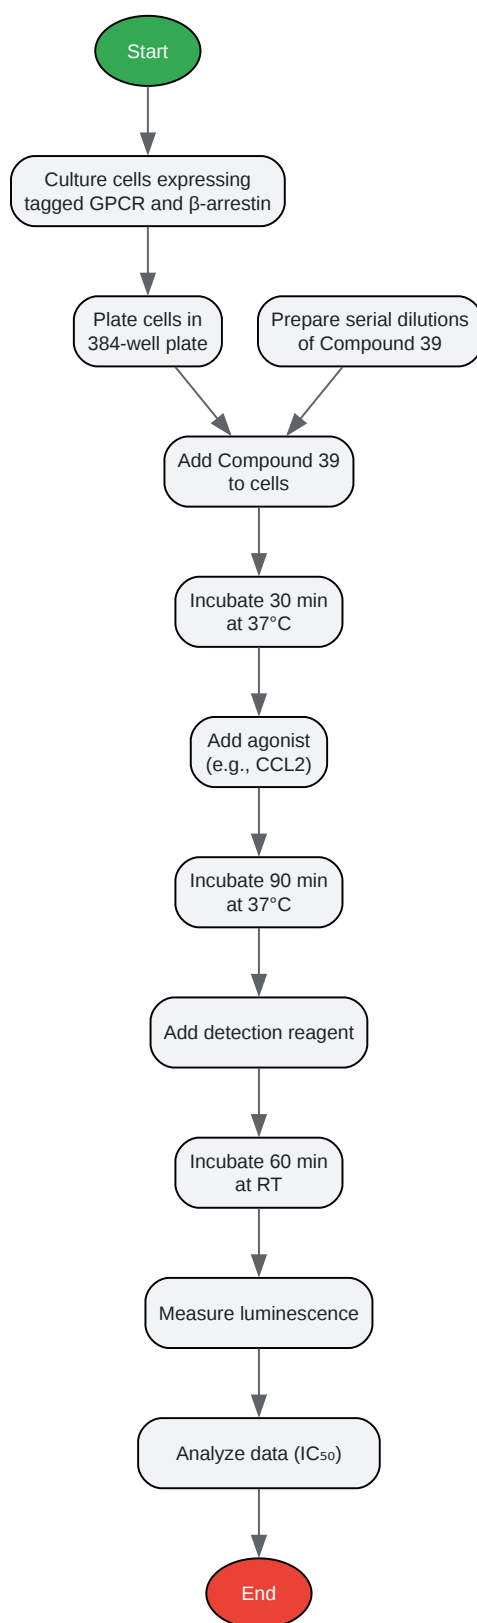 Start
Culture cells expressing
tagged GPCR and β-arrestin
Plate cells in
384-well plate
Prepare serial dilutions
of Compound 39
Add Compound 39
to cells
Incubate 30 min
at 37°C
Add agonist
(e.g., CCL2)
Incubate 90 min
at 37°C
Add detection reagent
Incubate 60 min
at RT
Measure luminescence
Analyze data (IC₅₀)
End